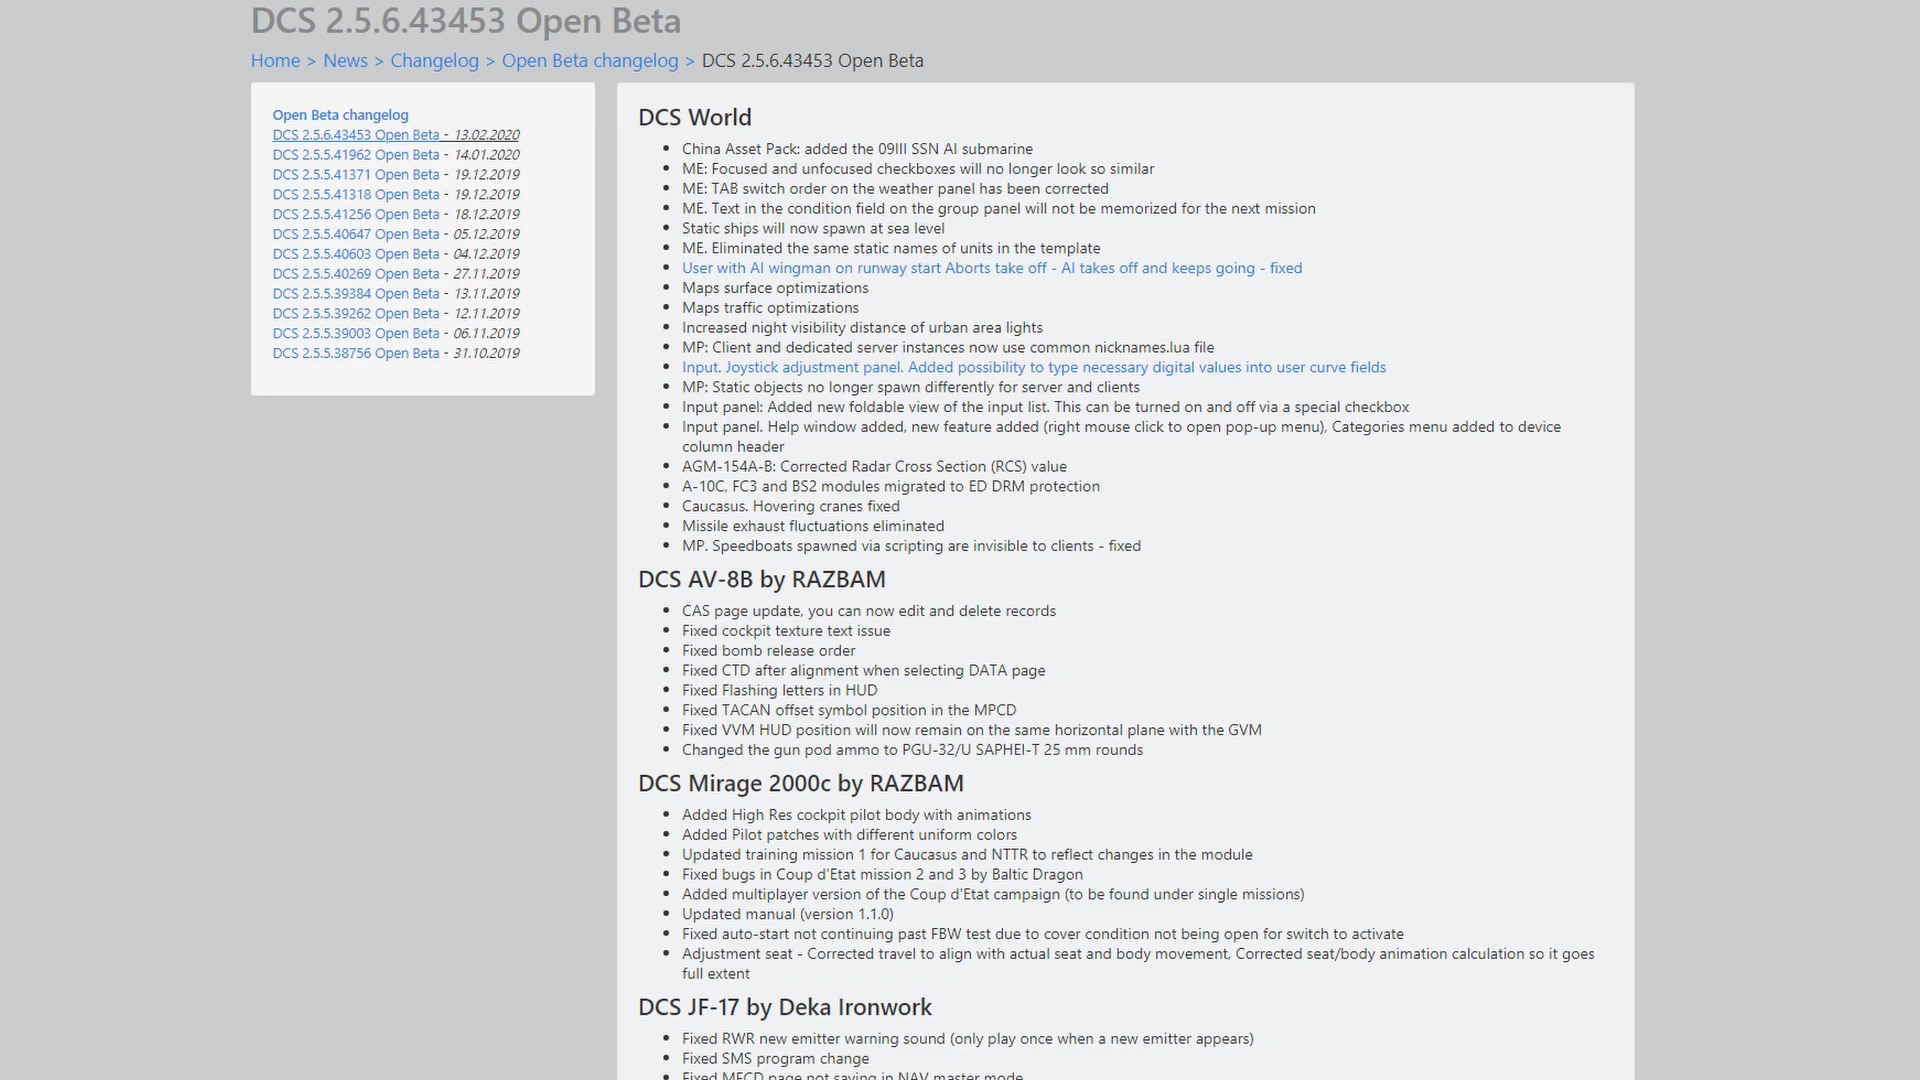 DCS 2.5.6.43453 Open Beta
Home > News > Changelog > Open Beta changelog > DCS 2.5.6.43453 Open Beta
Open Beta changelog
DCS 2.5.6.43453 Open Beta - 13.02.2020
DCS 2.5.5.41962 Open Beta - 14.01.2020
DCS 2.5.5.41371 Open Beta - 19.12.2019
DCS 2.5.5.41318 Open Beta - 19.12.2019
DCS 2.5.5.41256 Open Beta - 18.12.2019
DCS 2.5.5.40647 Open Beta - 05.12.2019
DCS 2.5.5.40603 Open Beta - 04.12.2019
DCS 2.5.5.40269 Open Beta - 27.11.2019
DCS 2.5.5.39384 Open Beta - 13.11.2019
DCS 2.5.5.39262 Open Beta - 12.11.2019
DCS 2.5.5.39003 Open Beta - 06.11.2019
DCS 2.5.5.38756 Open Beta - 31.10.2019
DCS World
• China Asset Pack: added the 09III SSN AI submarine
• ME: Focused and unfocused checkboxes will no longer look so similar
• ME: TAB switch order on the weather panel has been corrected
• ME. Text in the condition field on the group panel will not be memorized for the next mission
• Static ships will now spawn at sea level
• ME. Eliminated the same static names of units in the template
• User with AI wingman on runway start Aborts take off - AI takes off and keeps going - fixed
• Maps surface optimizations
• Maps traffic optimizations
• Increased night visibility distance of urban area lights
• MP: Client and dedicated server instances now use common nicknames.lua file
• Input. Joystick adjustment panel. Added possibility to type necessary digital values into user curve fields
• MP: Static objects no longer spawn differently for server and clients
• Input panel: Added new foldable view of the input list. This can be turned on and off via a special checkbox
• Input panel. Help window added, new feature added (right mouse click to open pop-up menu), Categories menu added to device
column header
• AGM-154A-B: Corrected Radar Cross Section (RCS) value
• A-10C, FC3 and BS2 modules migrated to ED DRM protection
• Caucasus. Hovering cranes fixed
• Missile exhaust fluctuations eliminated
• MP. Speedboats spawned via scripting are invisible to clients - fixed
DCS AV-8B by RAZBAM
• CAS page update, you can now edit and delete records
• Fixed cockpit texture text issue
• Fixed bomb release order
• Fixed CTD after alignment when selecting DATA page
• Fixed Flashing letters in HUD
• Fixed TACAN offset symbol position in the MPCD
• Fixed VVM HUD position will now remain on the same horizontal plane with the GVM
• Changed the gun pod ammo to PGU-32/U SAPHEI-T 25 mm rounds
DCS Mirage 2000c by RAZBAM
• Added High Res cockpit pilot body with animations
• Added Pilot patches with different uniform colors
• Updated training mission 1 for Caucasus and NTTR to reflect changes in the module
• Fixed bugs in Coup d'Etat mission 2 and 3 by Baltic Dragon
• Added multiplayer version of the Coup d'Etat campaign (to be found under single missions)
• Updated manual (version 1.1.0)
• Fixed auto-start not continuing past FBW test due to cover condition not being open for switch to activate
• Adjustment seat - Corrected travel to align with actual seat and body movement, Corrected seat/body animation calculation so it goes
full extent
DCS JF-17 by Deka Ironwork
• Fixed RWR new emitter warning sound (only play once when a new emitter appears)
• Fixed SMS program change
• Fixed MFCD page not saving in NAV master mode